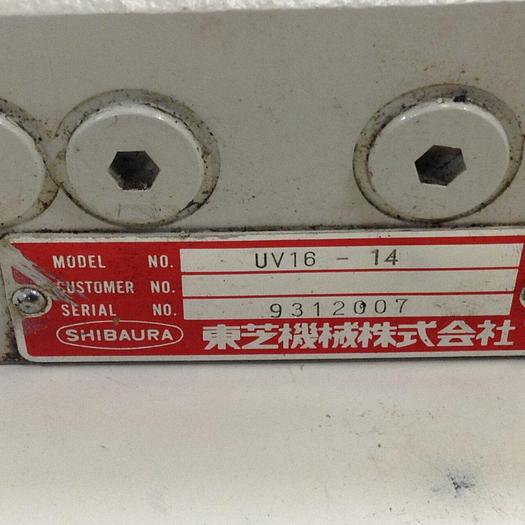 MODEL NO. UV16 - 14
CUSTOMER NO.
SERIAL NO. 9312007
SHIBAURA 東芝機械株式会社